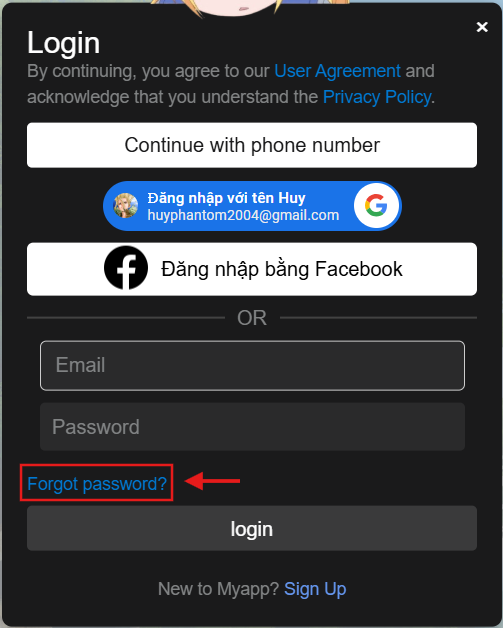 Login
By continuing, you agree to our User Agreement and
acknowledge that you understand the Privacy Policy.
Continue with phone number
Đăng nhập với tên Huy
huyphantom2004@gmail.com
Đăng nhập bằng Facebook
OR
Email
Password
Forgot password?
login
New to Myapp? Sign Up